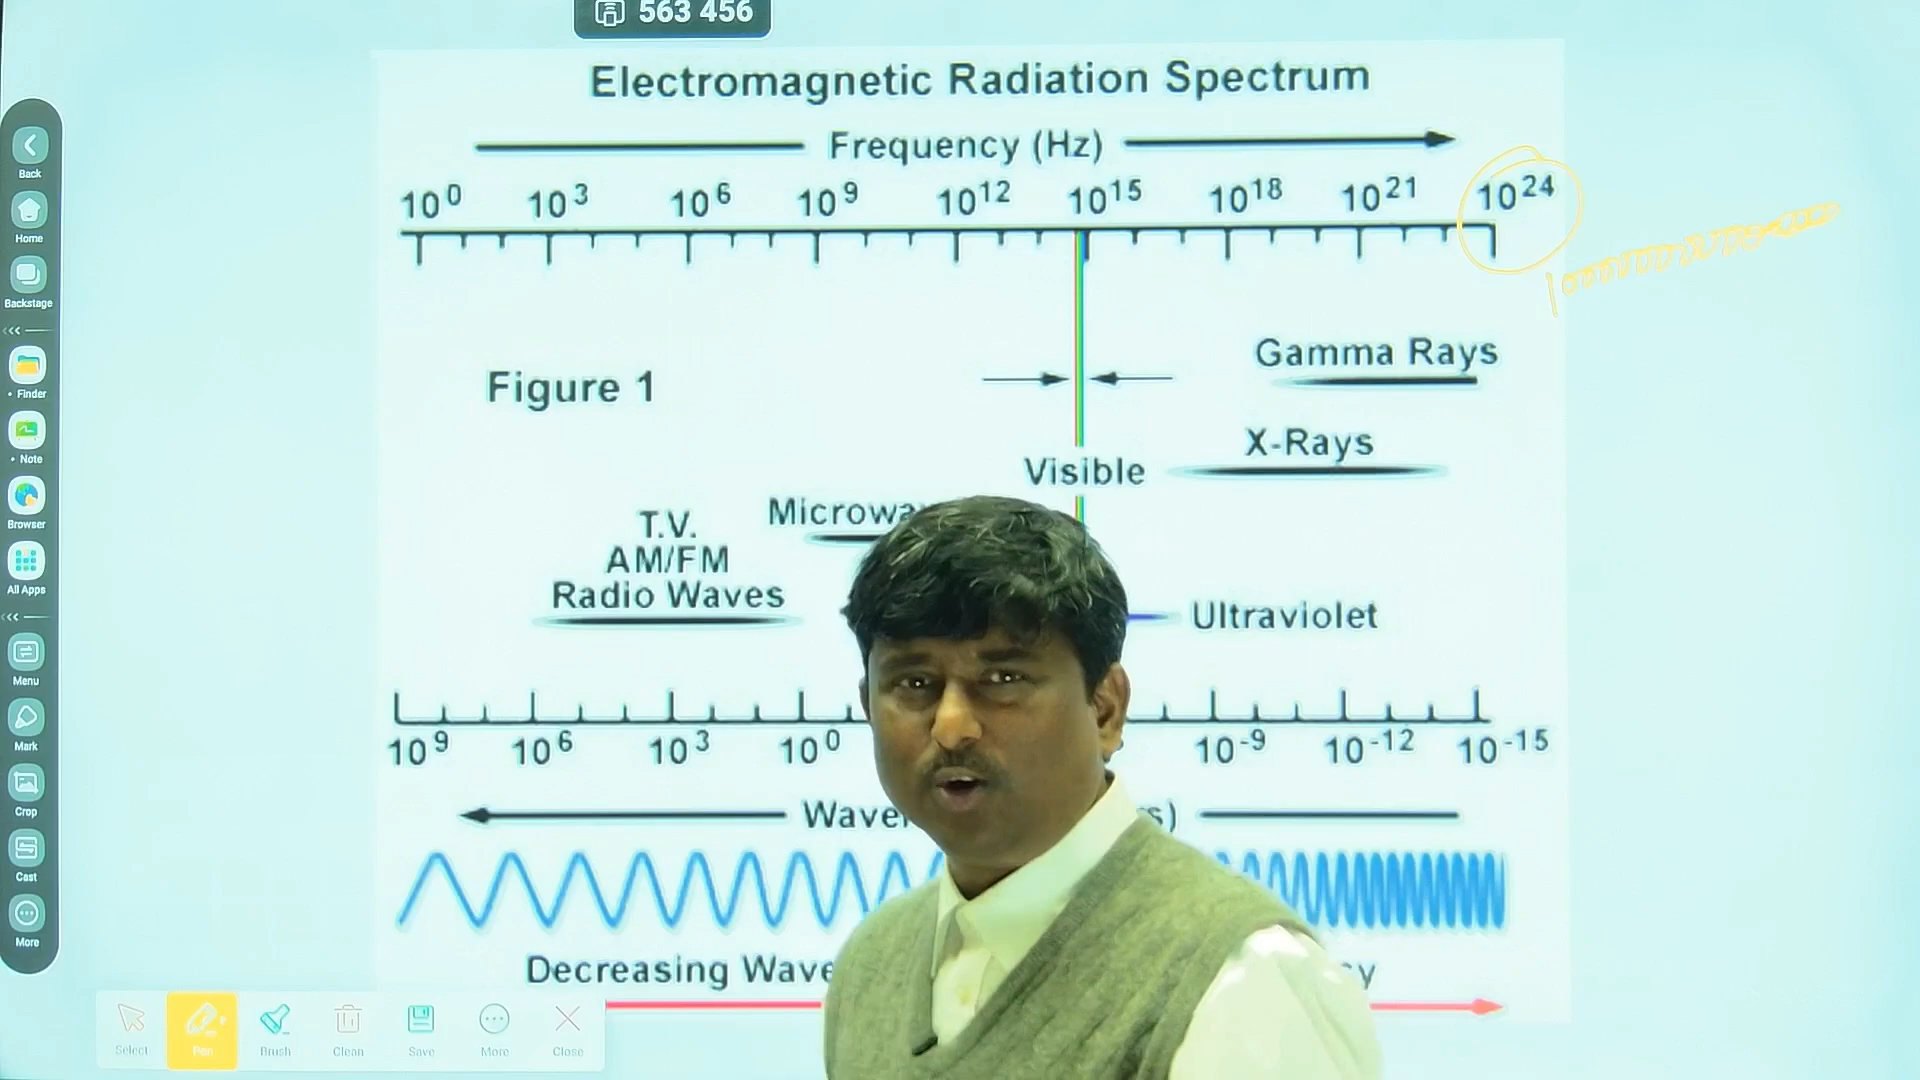 563 456
Electromagnetic Radiation Spectrum
Frequency (Hz)
10⁰ 10³ 10⁶ 10⁹ 10¹² 10¹⁵ 10¹⁸ 10²¹ 10²⁴
Gamma Rays
Figure 1
X-Rays
Visible
T.V.
AM/FM
Radio Waves
Ultraviolet
10⁹ 10⁶ 10³ 10⁰ 10⁻⁹ 10⁻¹² 10⁻¹⁵
Decreasing
Back
Home
Backstage
Finder
Note
Browser
All Apps
Menu
Mark
Crop
Cast
More
Select Pen Brush Clean Save More Close